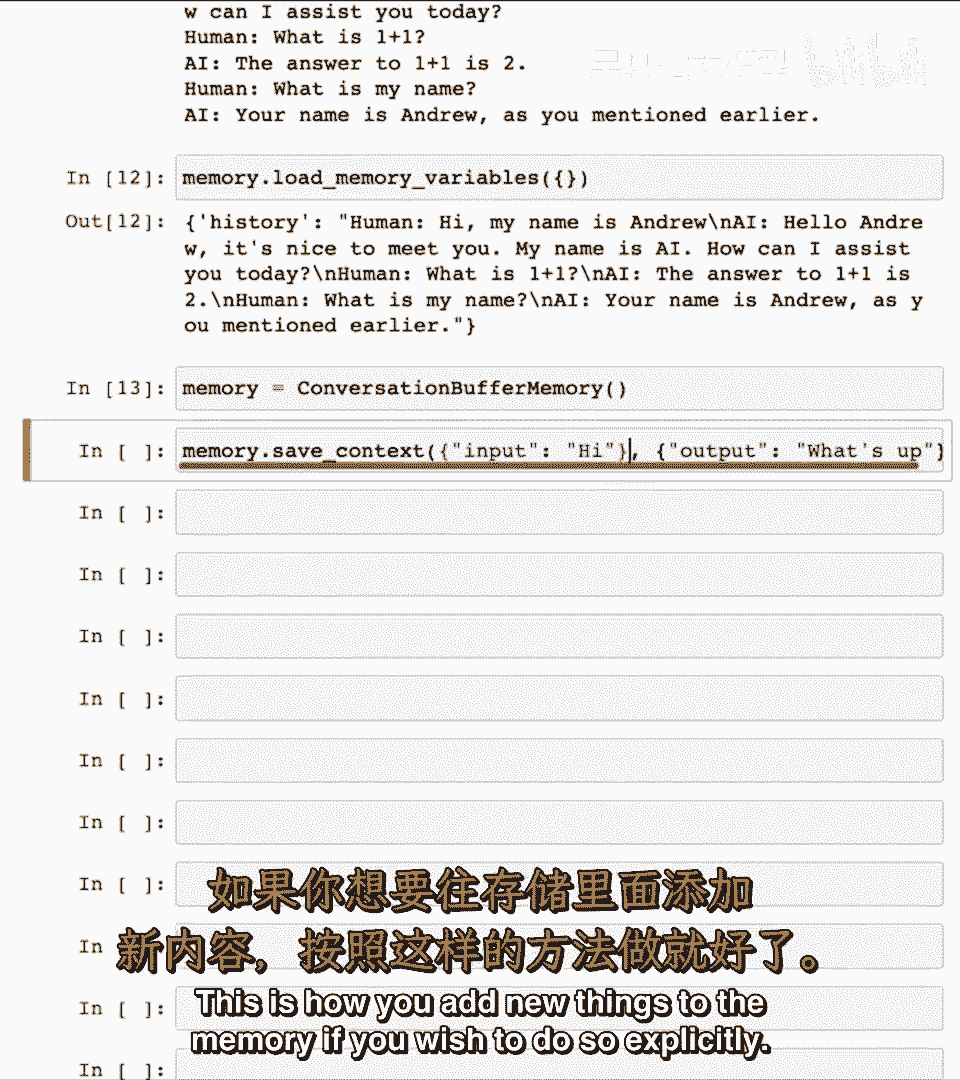 w can I assist you today?
Human: What is 1+1?
AI: The answer to 1+1 is 2.
Human: What is my name?
AI: Your name is Andrew, as you mentioned earlier.
In [12]: memory.load_memory_variables({})
Out[12]: {'history': "Human: Hi, my name is Andrew\nAI: Hello Andre
w, it's nice to meet you. My name is AI. How can I assist
you today?\nHuman: What is 1+1?\nAI: The answer to 1+1 is
2.\nHuman: What is my name?\nAI: Your name is Andrew, as y
ou mentioned earlier."}
In [13]: memory = ConversationBufferMemory()
In [ ]: memory.save_context({"input": "Hi"}, {"output": "What's up"}
In [ ]:
In [ ]:
In [ ]:
In [ ]:
In [ ]:
In [ ]:
In [ ]:
如果你想要往存储里面添加
In
新内容，按照这样的方法做就好了。
In [ ]:
This is how you add new things to the
memory if you wish to do so explicitly.
In [ ]: